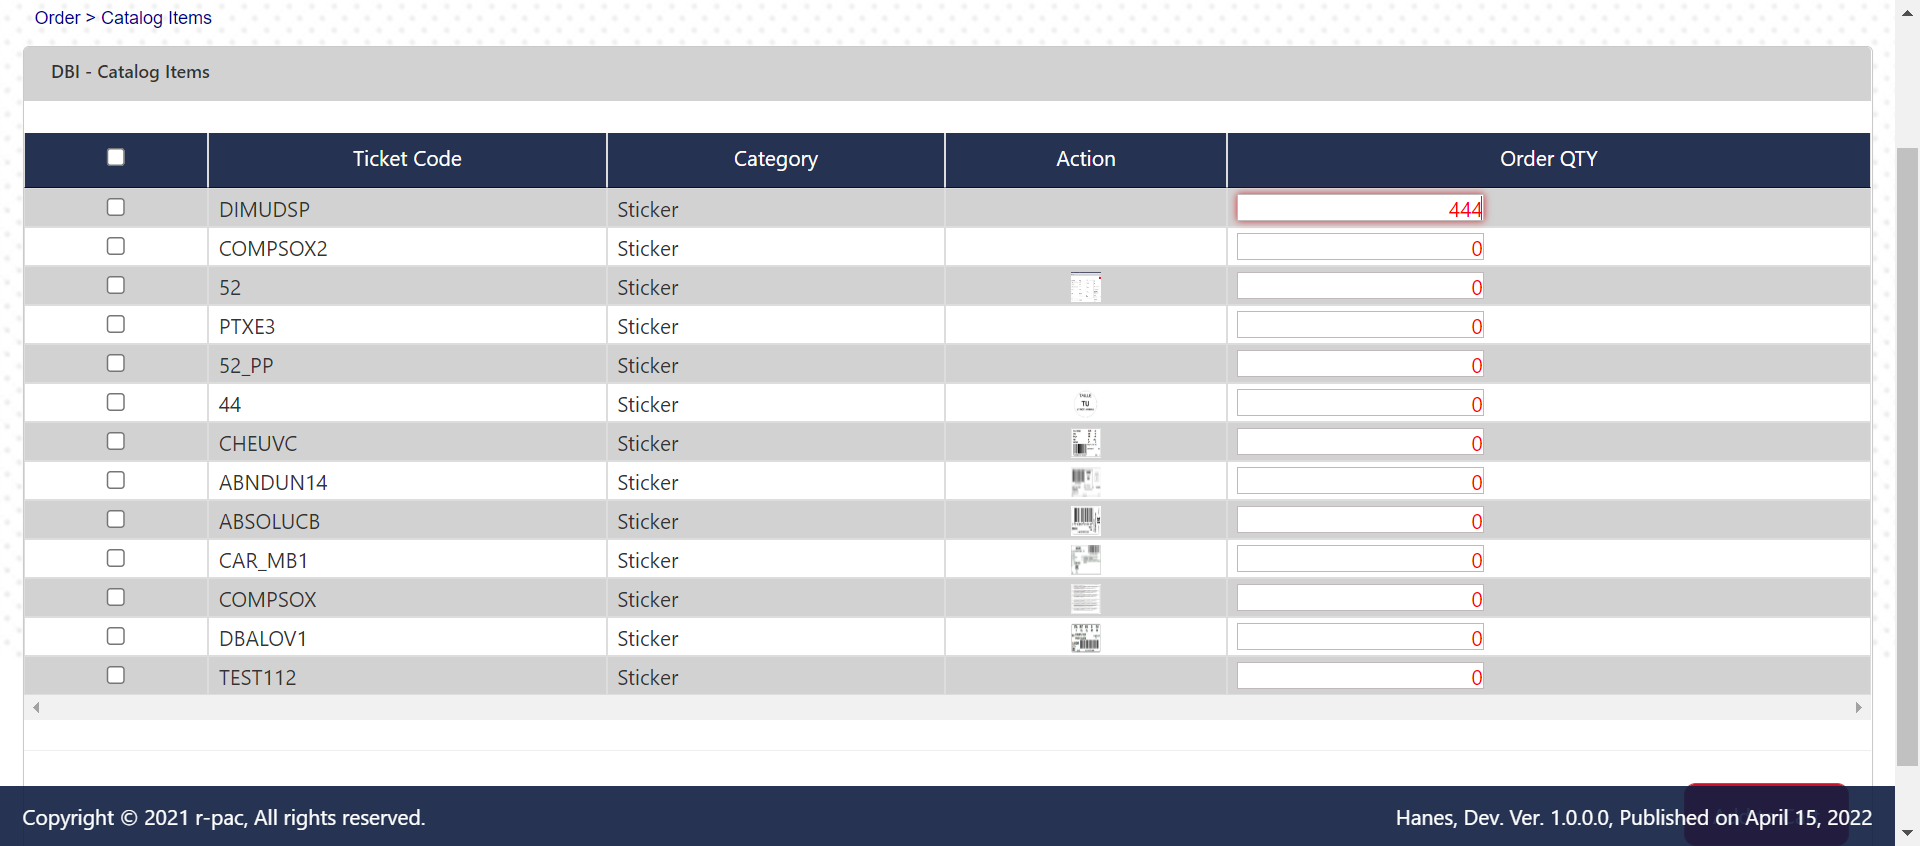 Order > Catalog Items
DBI - Catalog Items
Ticket Code Category Action Order QTY
DIMUDSP Sticker 444
COMPSOX2 Sticker 0
52 Sticker 0
PTXE3 Sticker 0
52_PP Sticker 0
44 Sticker TU 0
CHEUVC Sticker 0
ABNDUN14 Sticker 0
ABSOLUCB Sticker 0
CAR_MB1 Sticker 0
COMPSOX Sticker 0
DBALOV1 Sticker 0
TEST112 Sticker 0
Copyright © 2021 r-pac, All rights reserved. Hanes, Dev. Ver. 1.0.0.0, Published on April 15, 2022